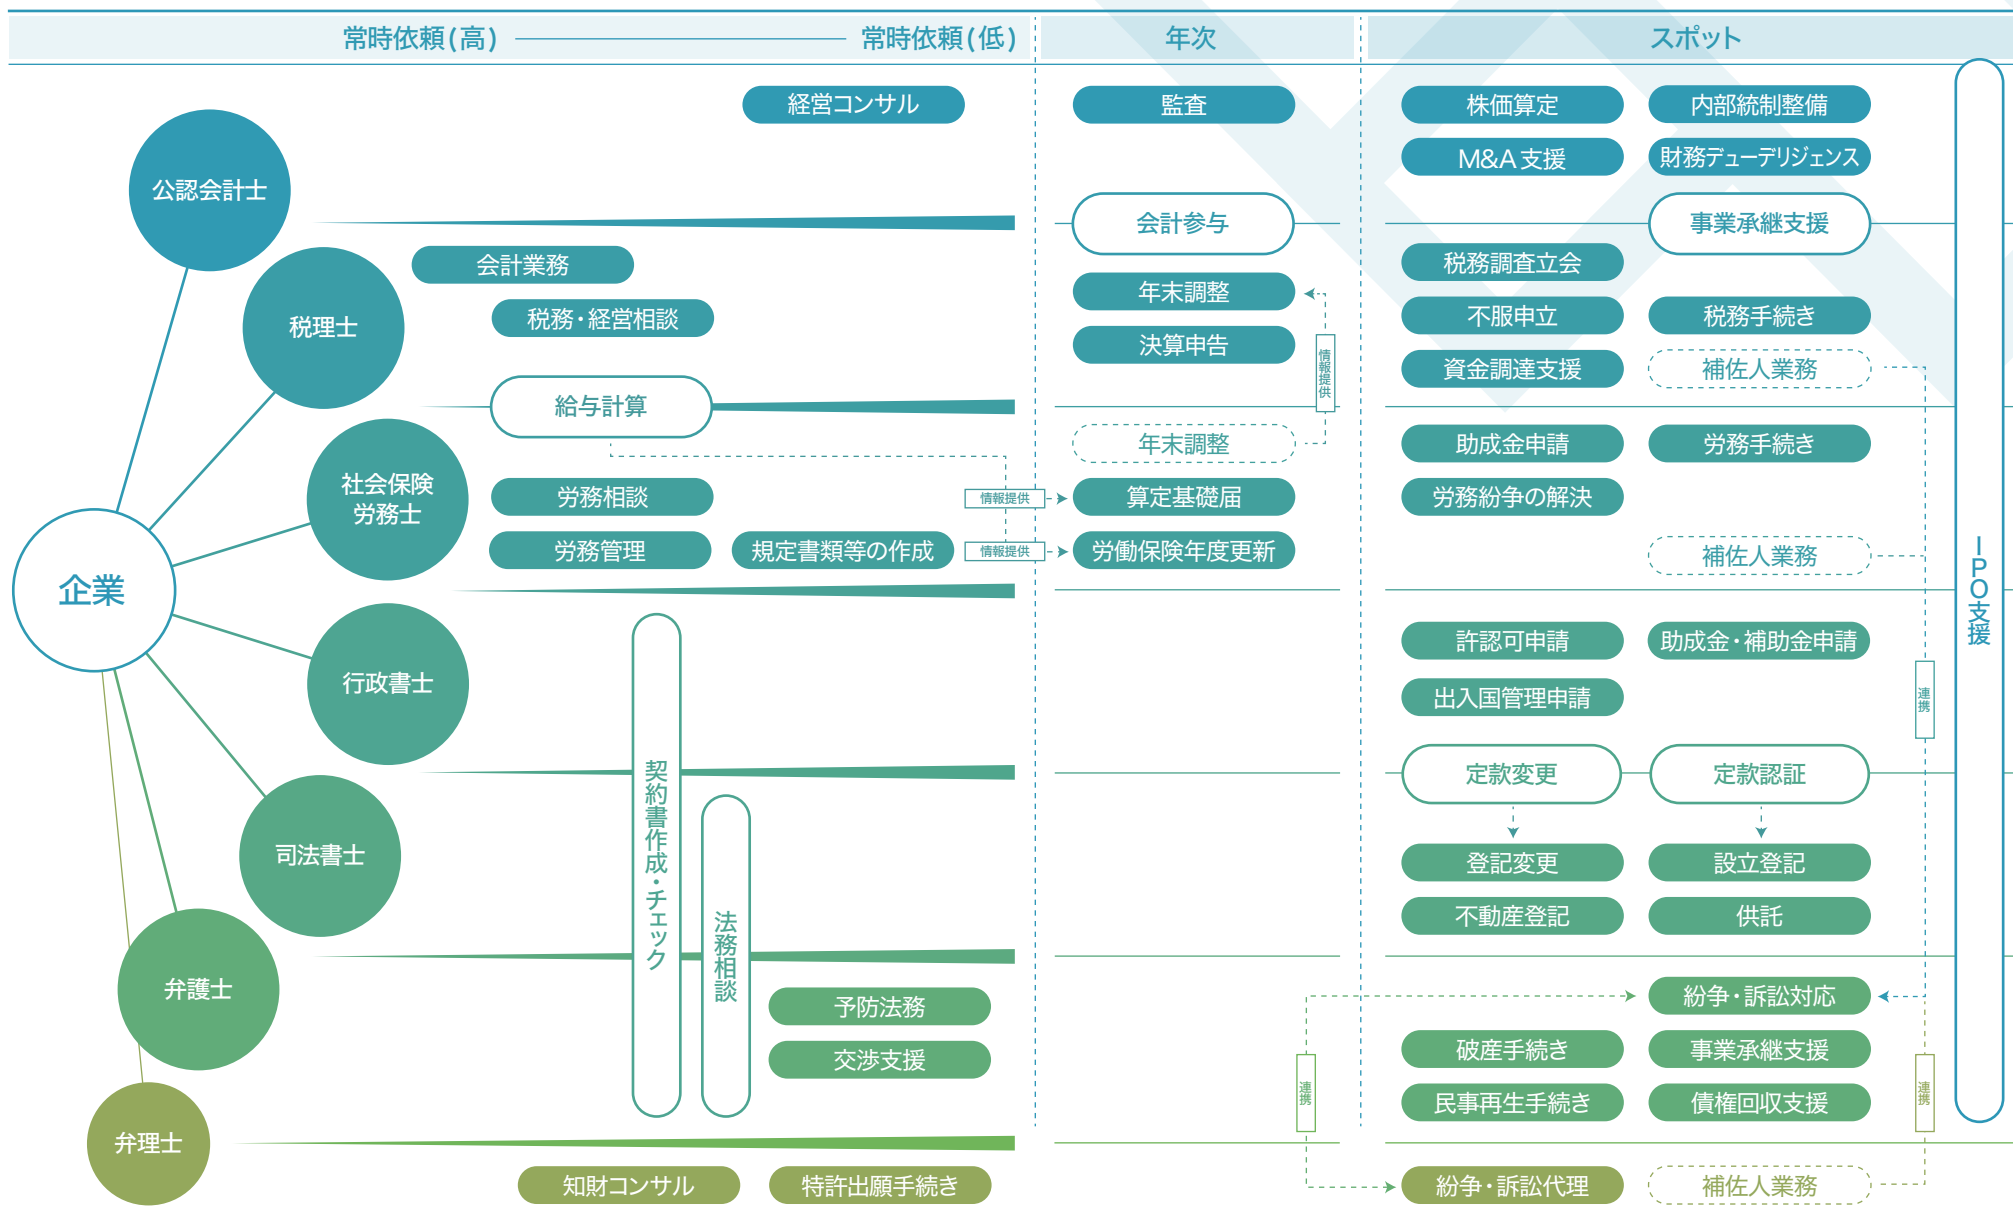 常時依頼(高)
常時依頼(低)
年次
スポット
経営コンサル
監査
株価算定
内部統制整備
M&A支援
財務デューデリジェンス
公認会計士
会計参与
事業承継支援
会計業務
税務調査立会
年末調整
税理士
税務・経営相談
不服申立
税務手続き
決算申告
情報提供
資金調達支援
補佐人業務
給与計算
年末調整
助成金申請
労務手続き
社会保険
労務士
労務相談
情報提供
算定基礎届
労務紛争の解決
労務管理
規定書類等の作成
情報提供
労働保険年度更新
補佐人業務
企業
IPO支援
行政書士
許認可申請
助成金・補助金申請
出入国管理申請
連携
契約書作成・チェック
定款変更
定款認証
司法書士
登記変更
設立登記
不動産登記
供託
法務相談
弁護士
予防法務
紛争・訴訟対応
交渉支援
破産手続き
事業承継支援
連携
連携
民事再生手続き
債権回収支援
弁理士
知財コンサル
特許出願手続き
紛争・訴訟代理
補佐人業務